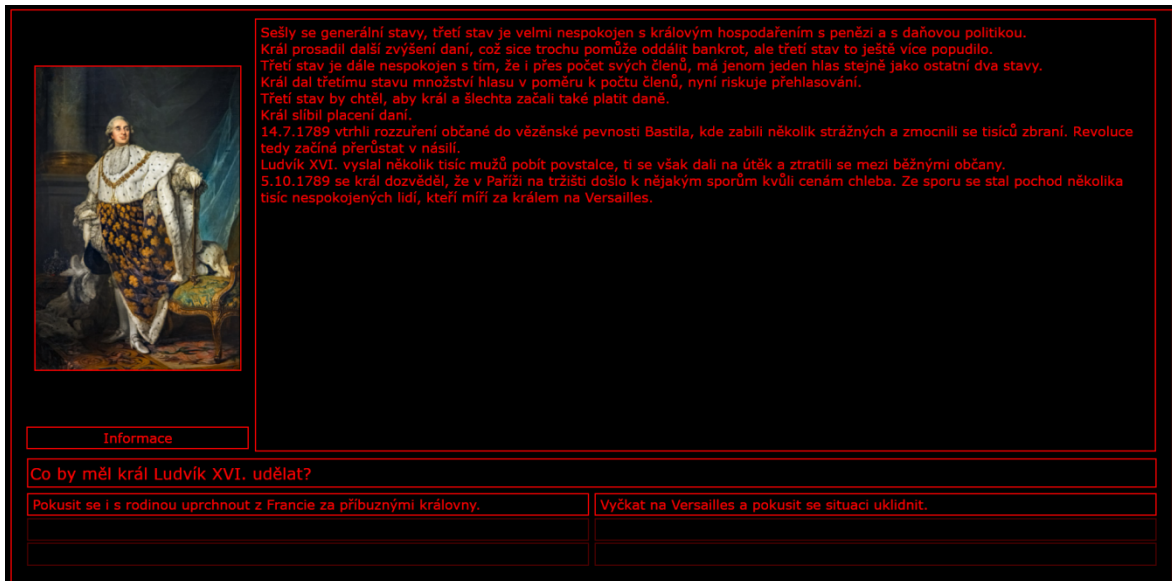 Sešly se generální stavy, třetí stav je velmi nespokojen s královým hospodařením s penězi a s daňovou politikou.
Král prosadil další zvýšení daní, což sice trochu pomůže oddálit bankrot, ale třetí stav to ještě více popudilo.
Třetí stav je dále nespokojen s tím, že i přes počet svých členů, má jenom jeden hlas stejně jako ostatní dva stavy.
Král dal třetímu stavu množství hlasu v poměru k počtu členů, nyní riskuje přehlasování.
Třetí stav by chtěl, aby král a šlechta začali také platit daně.
Král slíbil placení daní.
14.7.1789 vtrhli rozzuření občané do vězěnské pevnosti Bastila, kde zabili několik strážných a zmocnili se tisíců zbraní. Revoluce
tedy začíná přerůstat v násilí.
Ludvík XVI. vyslal několik tisíc mužů pobít povstalce, ti se však dali na útěk a ztratili se mezi běžnými občany.
5.10.1789 se král dozvěděl, že v Paříži na tržišti došlo k nějakým sporům kvůli cenám chleba. Ze sporu se stal pochod několika
tisíc nespokojených lidí, kteří míří za králem na Versailles.
Informace
Co by měl král Ludvík XVI. udělat?
Pokusit se i s rodinou uprchnout z Francie za příbuznými královny.
Vyčkat na Versailles a pokusit se situaci uklidnit.